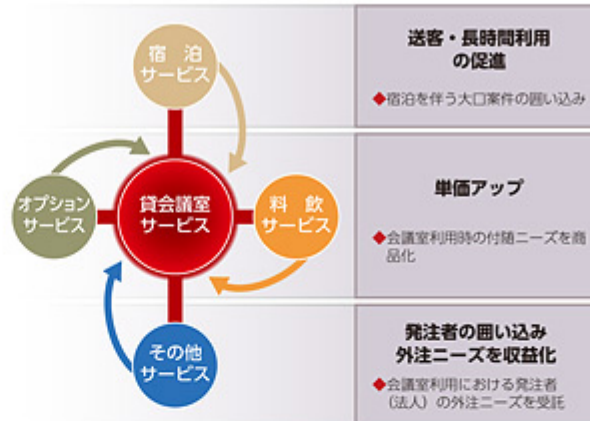 宿 泊
サービス
オプション
サービス
貸会議室
サービス
料 飲
サービス
その他
サービス
送客・長時間利用
の促進
◆宿泊を伴う大口案件の囲い込み
単価アップ
◆会議室利用時の付随ニーズを商
品化
発注者の囲い込み
外注ニーズを収益化
◆会議室利用における発注者
（法人）の外注ニーズを受託